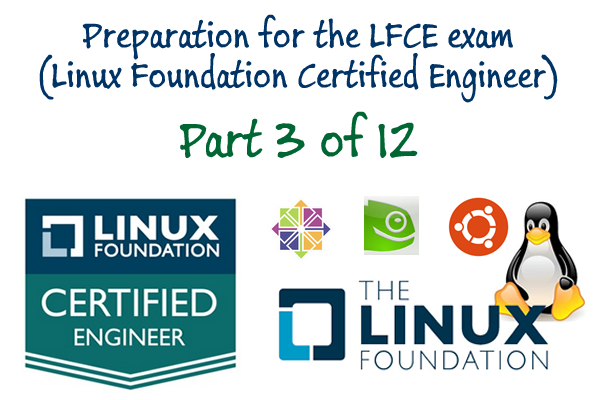 Preparation for the LFCE exam
(Linux Foundation Certified Engineer)
Part 3 of 12
LINUX
FOUNDATION
CERTIFIED
ENGINEER
THE
LINUX
FOUNDATION